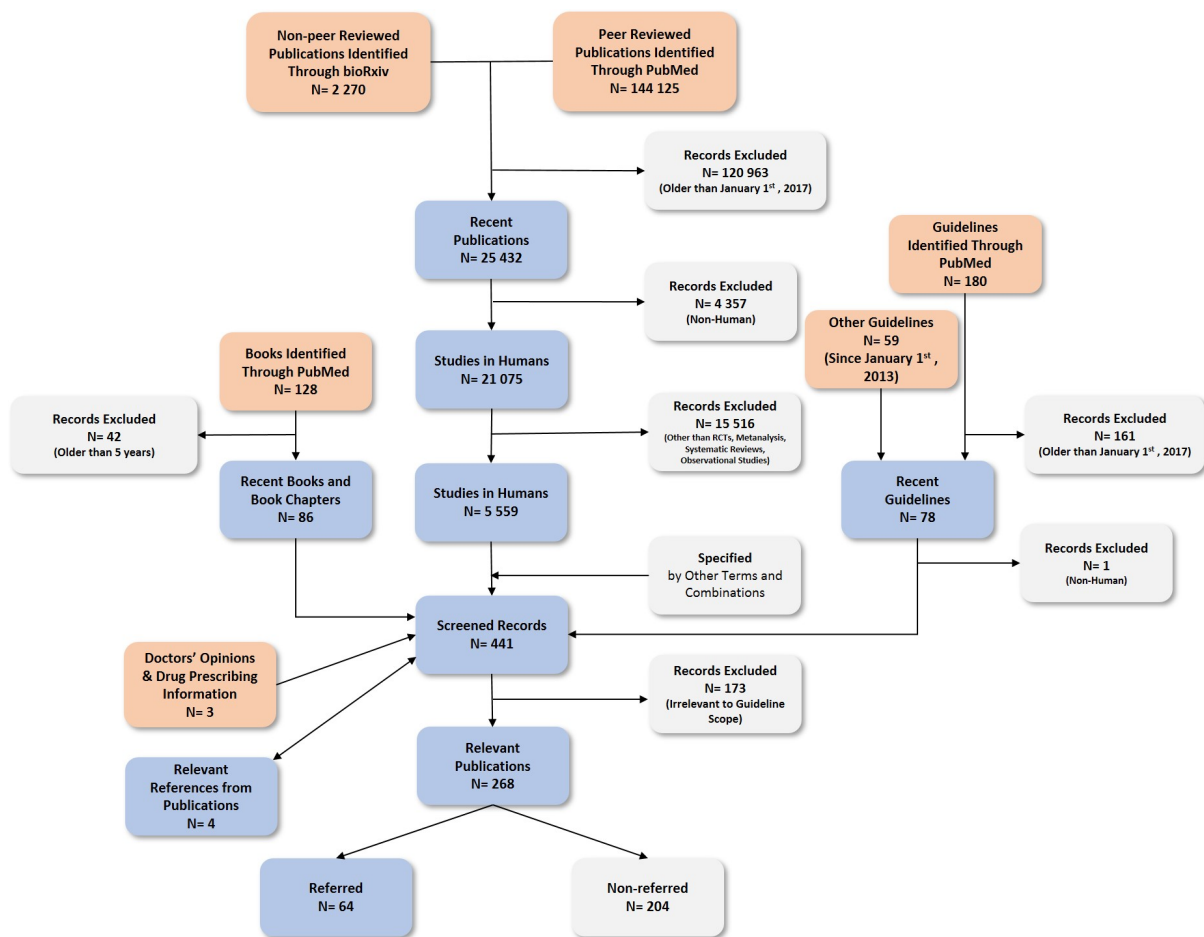 Non-peer Reviewed
Publications Identified
Through bioRxiv
N= 2 270
Peer Reviewed
Publications Identified
Through PubMed
N= 144 125
Records Excluded
N= 120 963
(Older than January 1st , 2017)
Recent
Publications
N= 25 432
Guidelines
Identified Through
PubMed
N= 180
Records Excluded
N= 4 357
(Non-Human)
Other Guidelines
N= 59
(Since January 1st ,
2013)
Books Identified
Through PubMed
N= 128
Studies in Humans
N= 21 075
Records Excluded
N= 42
(Older than 5 years)
Records Excluded
N= 15 516
(Other than RCTs, Metanalysis,
Systematic Reviews,
Observational Studies)
Records Excluded
N= 161
(Older than January 1st , 2017)
Recent Books and
Book Chapters
N= 86
Studies in Humans
N= 5 559
Recent
Guidelines
N= 78
Specified
by Other Terms and
Combinations
Records Excluded
N= 1
(Non-Human)
Screened Records
N= 441
Doctors’ Opinions
& Drug Prescribing
Information
N= 3
Records Excluded
N= 173
(Irrelevant to Guideline
Scope)
Relevant
References from
Publications
N= 4
Relevant
Publications
N= 268
Referred
N= 64
Non-referred
N= 204